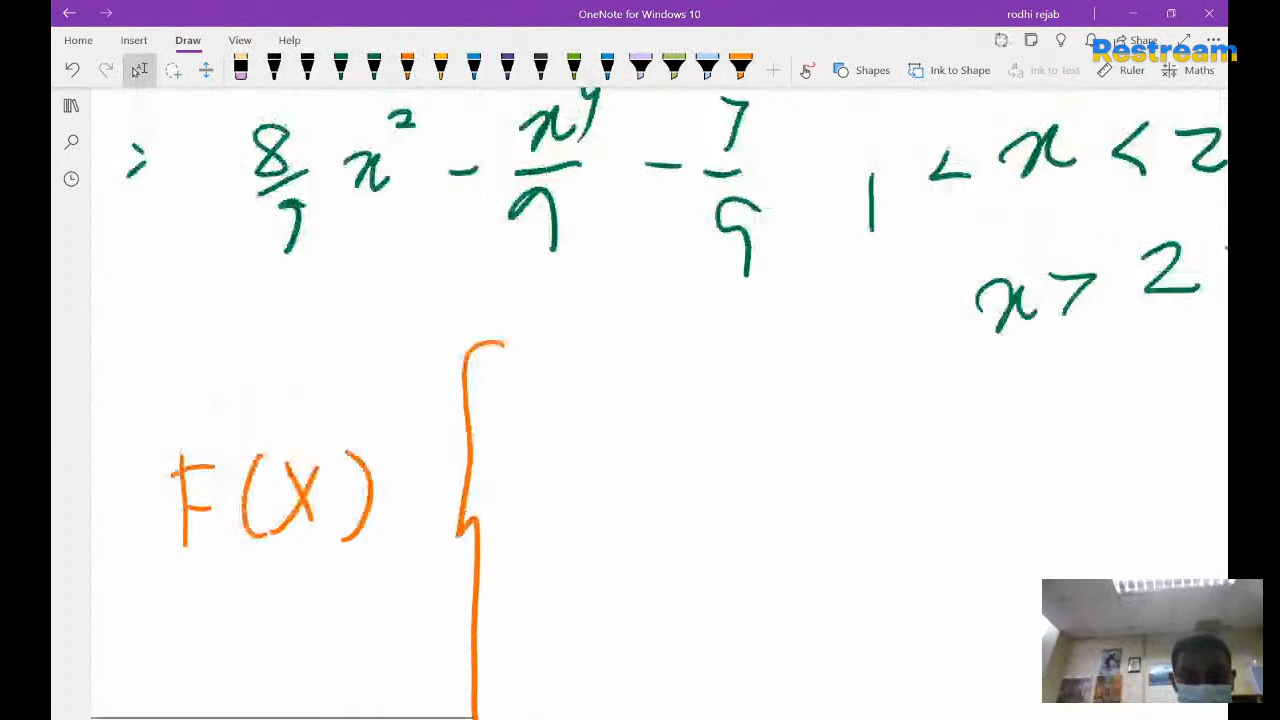 OneNote for Windows 10
rodhi rejab
Home Insert Draw View Help
Share
Restream
Shapes Ink to Shape Ink to Text Ruler Maths
8/9 x² - x⁴/9 - 7/9 1 < x < 2
x > 2
F(X) {